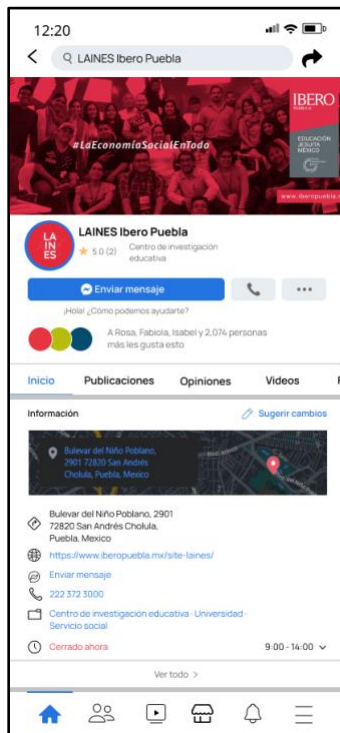 12:20
LAINES Ibero Puebla
IBERO
PUEBLA
#LaEconomíaSocialEnTodo
EDUCACIÓN
JESUITA
MÉXICO
www.iberopuebla.
LA
IN
ES
LAINES Ibero Puebla
5.0 (2) Centro de investigación
educativa
Enviar mensaje
¡Hola! ¿Cómo podemos ayudarte?
A Rosa, Fabiola, Isabel y 2,074 personas
más les gusta esto
Inicio Publicaciones Opiniones Videos F
Información Sugerir cambios
Bulevar del Niño Poblano,
2901 72820 San Andrés
Cholula, Puebla, Mexico
Bulevar del Niño Poblano, 2901
72820 San Andrés Cholula,
Puebla, Mexico
https://www.iberopuebla.mx/site-laines/
Enviar mensaje
222 372 3000
Centro de investigación educativa · Universidad ·
Servicio social
Cerrado ahora 9:00 - 14:00
Ver todo >